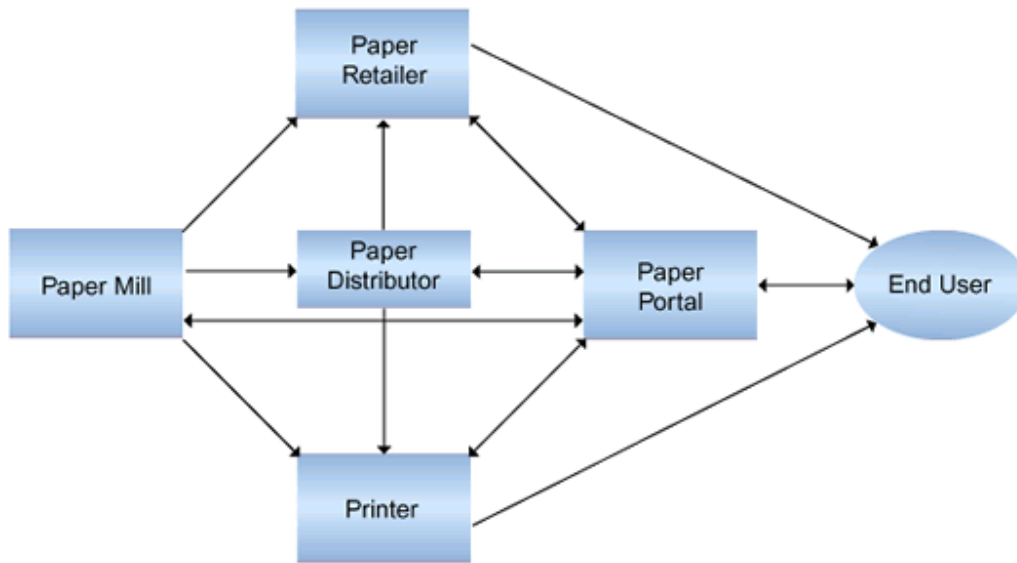 Paper
Retailer
Paper Mill
Paper
Distributor
Paper
Portal
End User
Printer